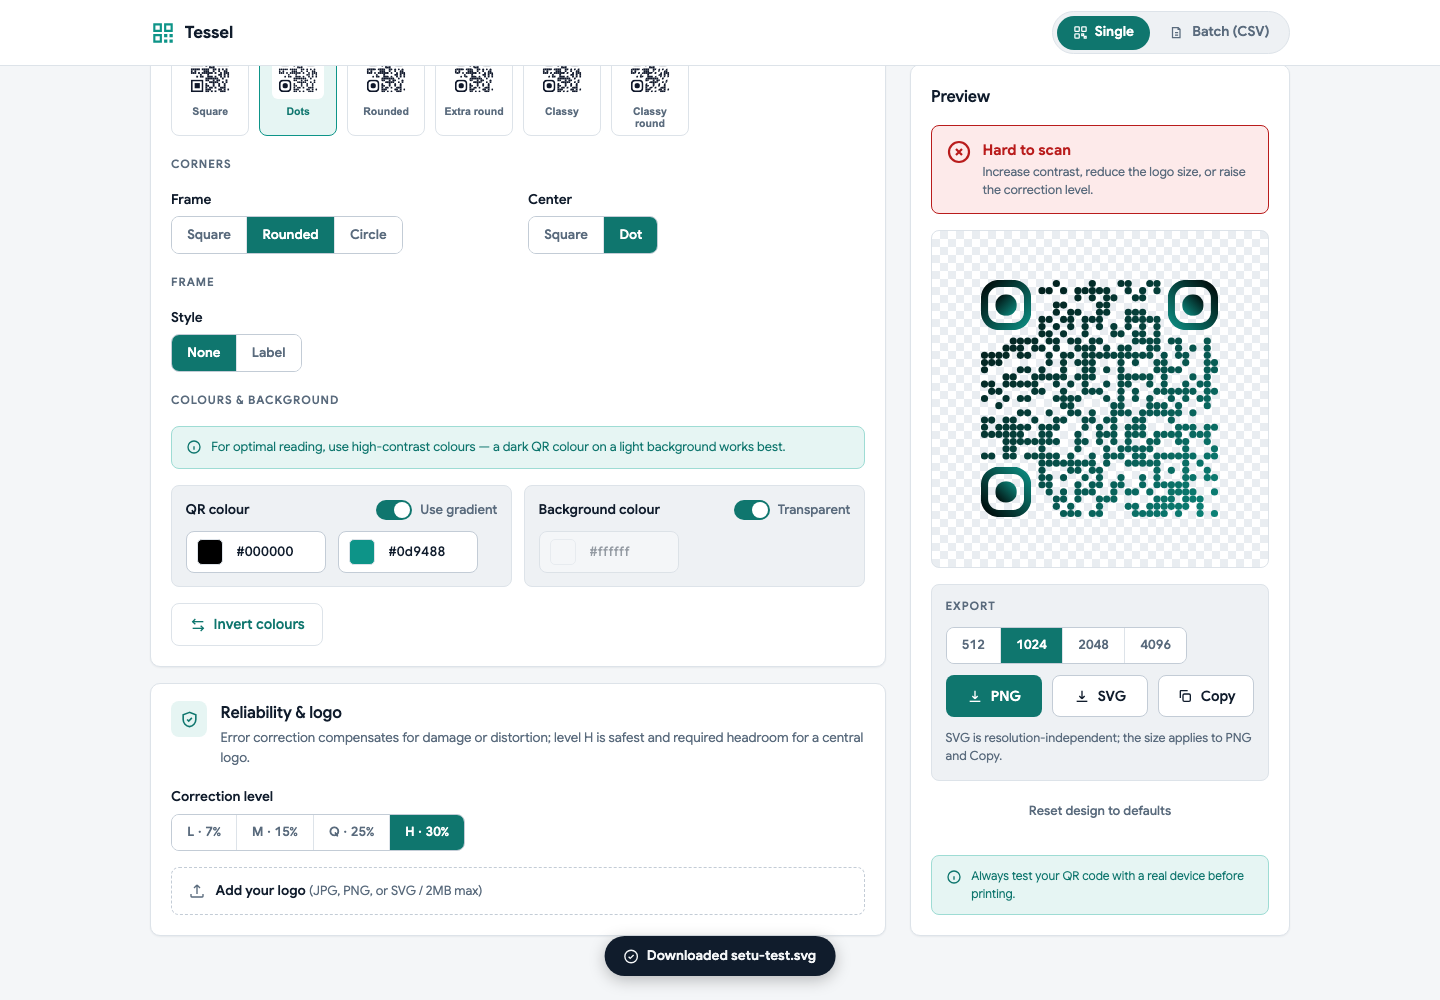 Tessel
Single
Batch (CSV)
Square
Dots
Rounded
Extra round
Classy
Classy
round
CORNERS
Frame
Square
Rounded
Circle
Center
Square
Dot
FRAME
Style
None
Label
COLOURS & BACKGROUND
For optimal reading, use high-contrast colours — a dark QR colour on a light background works best.
QR colour
Use gradient
#000000
#0d9488
Background colour
Transparent
#ffffff
Invert colours
Reliability & logo
Error correction compensates for damage or distortion; level H is safest and required headroom for a central
logo.
Correction level
L · 7%
M · 15%
Q · 25%
H · 30%
Add your logo (JPG, PNG, or SVG / 2MB max)
Preview
Hard to scan
Increase contrast, reduce the logo size, or raise
the correction level.
EXPORT
512
1024
2048
4096
PNG
SVG
Copy
SVG is resolution-independent; the size applies to PNG
and Copy.
Reset design to defaults
Always test your QR code with a real device before
printing.
Downloaded setu-test.svg